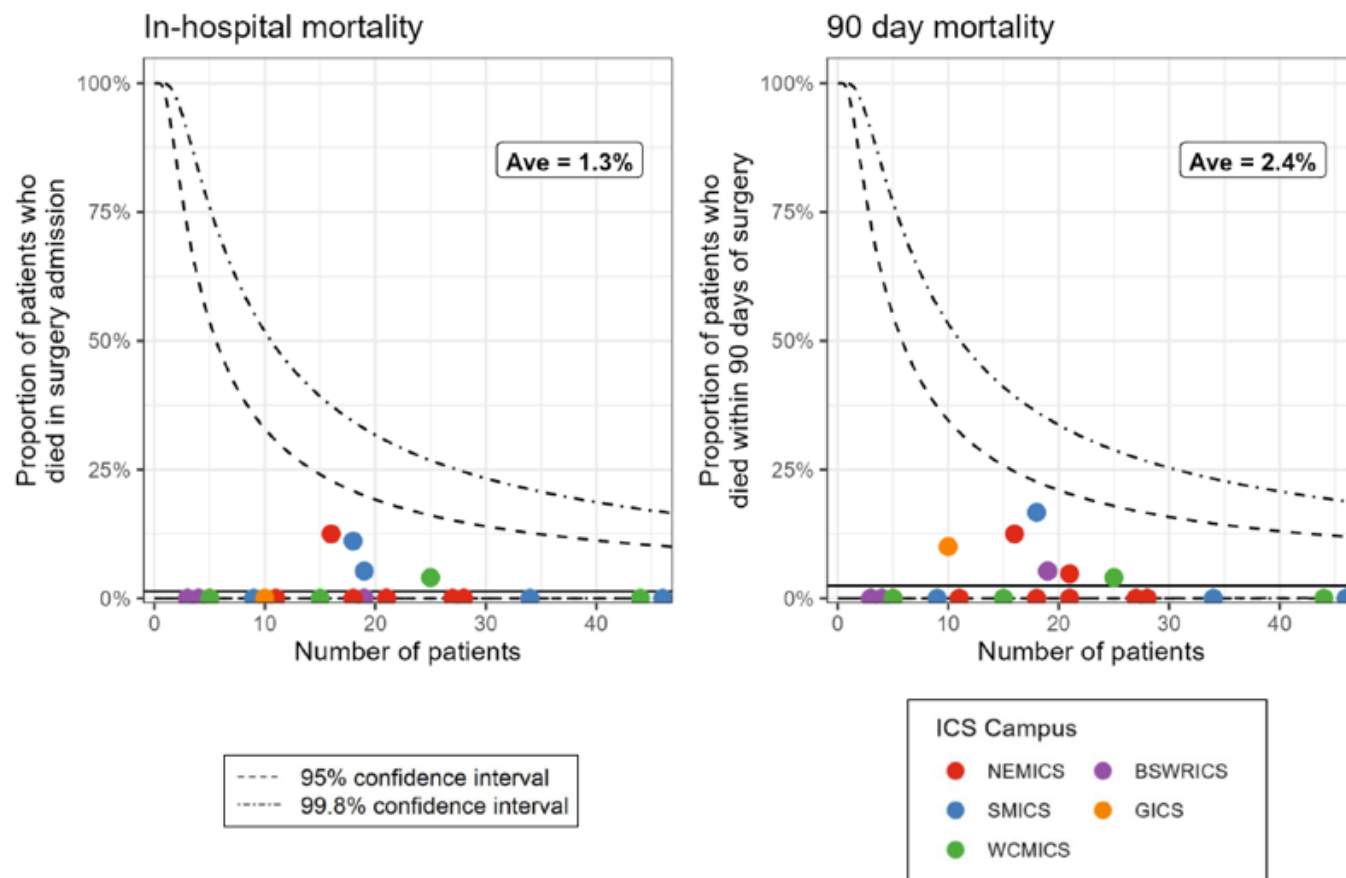 In-hospital mortality
100%
75%
50%
25%
0%
Proportion of patients who
died in surgery admission
Ave = 1.3%
0 10 20 30 40
Number of patients
90 day mortality
100%
75%
50%
25%
0%
Proportion of patients who
died within 90 days of surgery
Ave = 2.4%
0 10 20 30 40
Number of patients
95% confidence interval
99.8% confidence interval
ICS Campus
NEMICS BSWRICS
SMICS GICS
WCMICS